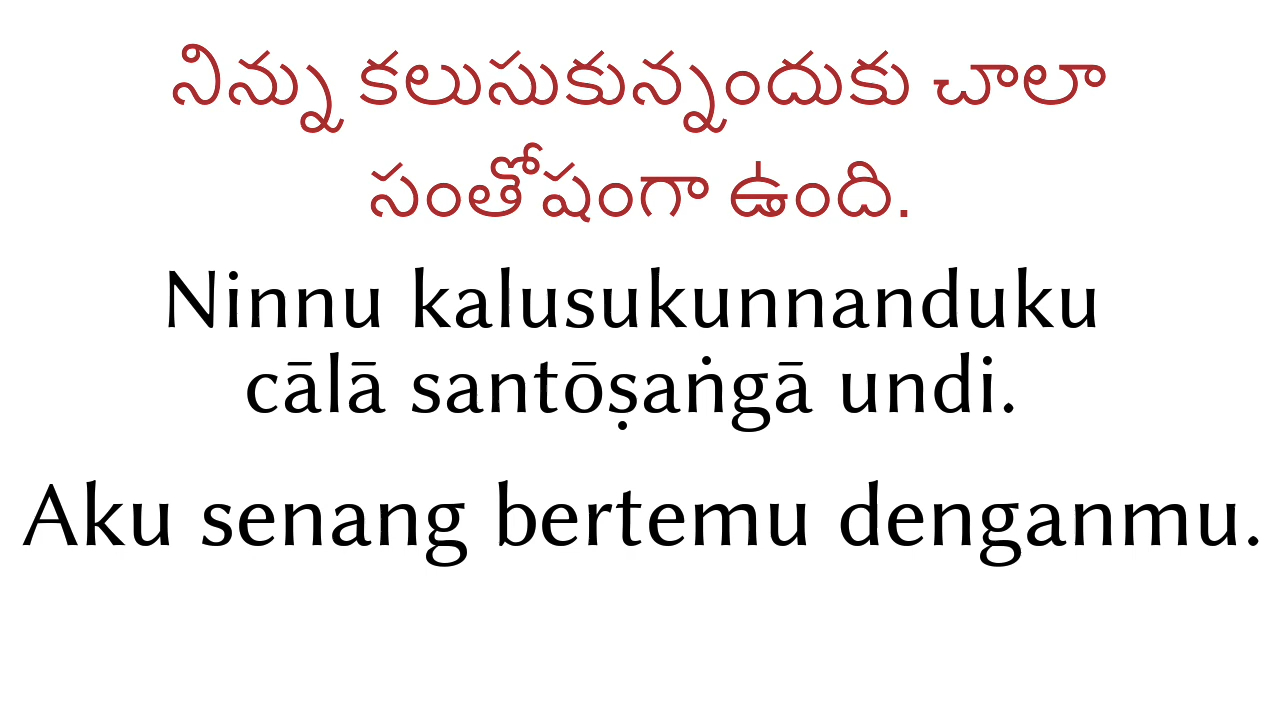 నిన్ను కలుసుకున్నందుకు చాలా
సంతోషంగా ఉంది.
Ninnu kalusukunnanduku
cālā santōṣaṅgā undi.
Aku senang bertemu denganmu.